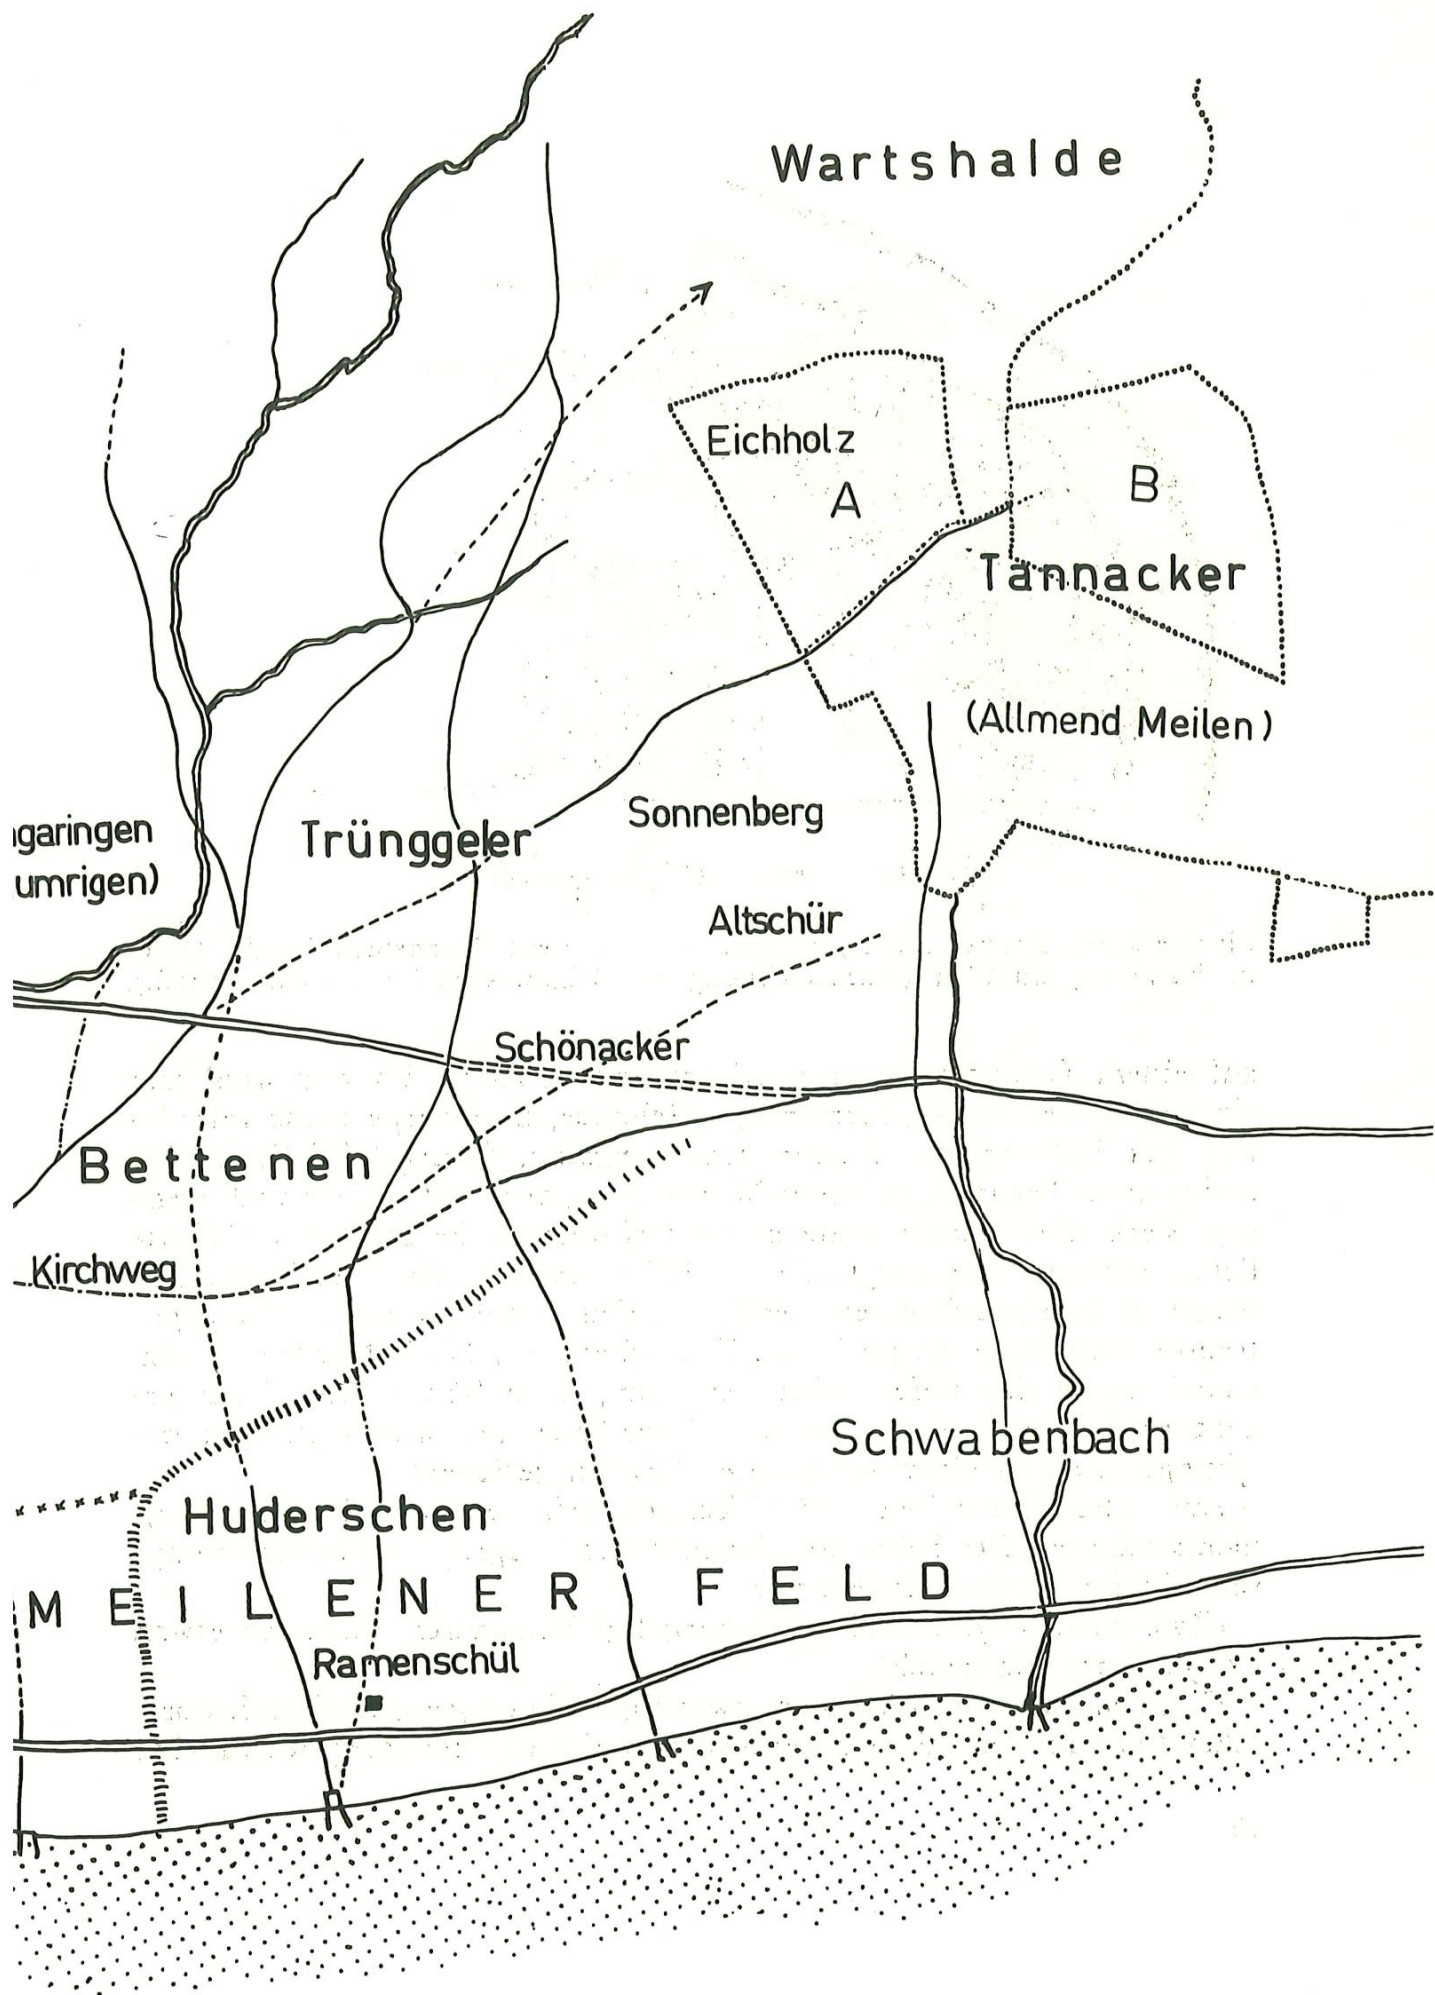 Wartshalde
Eichholz
A
B
Tannacker
(Allmend Meilen)
Sonnenberg
garingen
umrigen)
Trünggeler
Altschür
Schönacker
Bettenen
Kirchweg
Schwabenbach
Huderschen
MEILENER FELD
Ramenschül